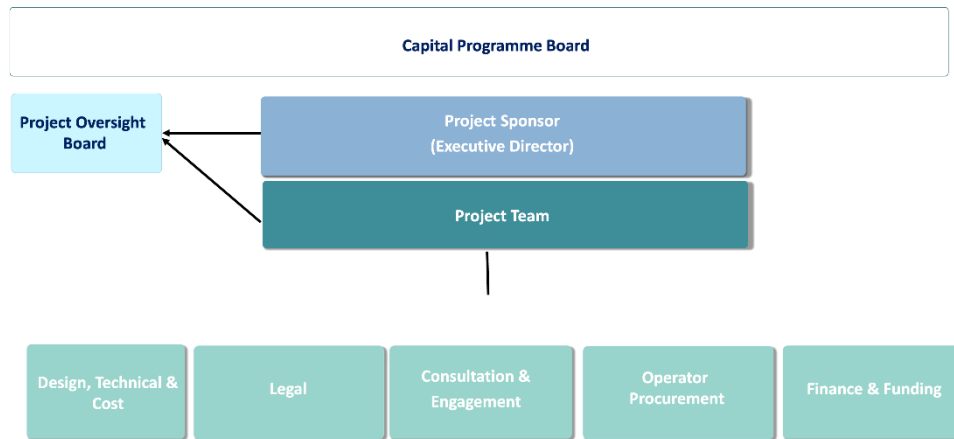 Capital Programme Board
Project Oversight
Board
Project Sponsor
(Executive Director)
Project Team
Design, Technical &
Cost
Legal
Consultation &
Engagement
Operator
Procurement
Finance & Funding